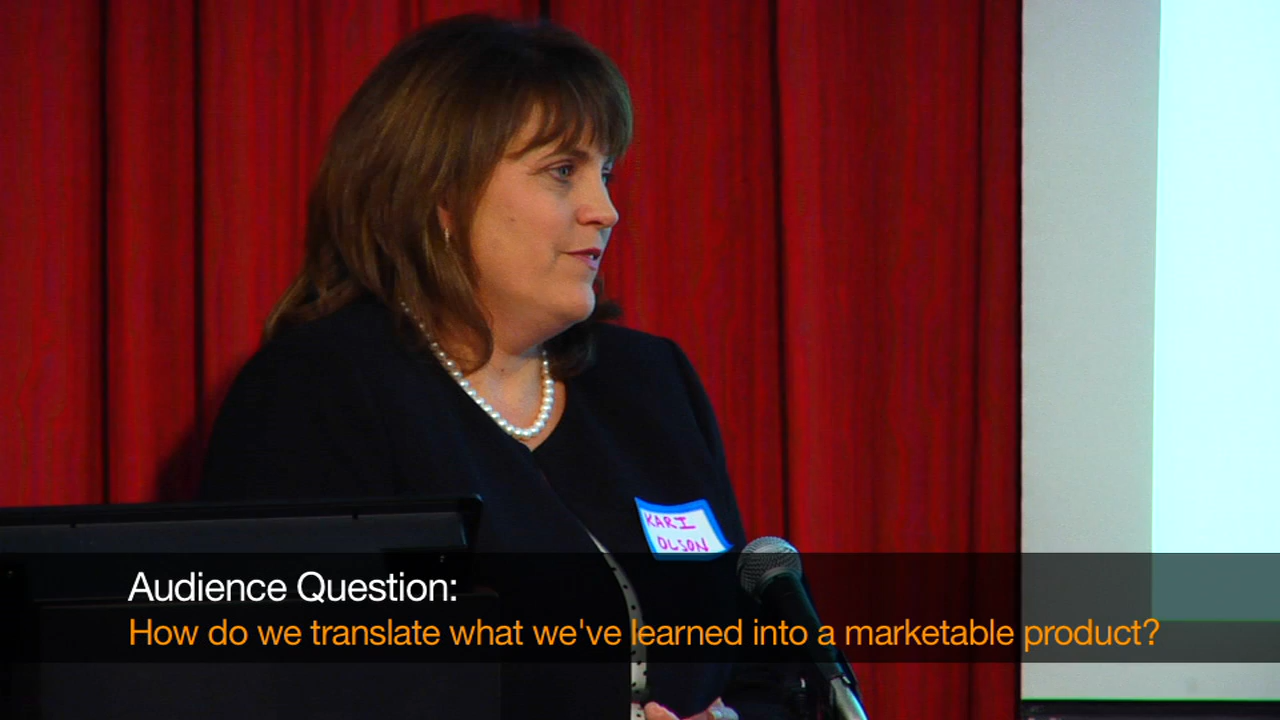 KARI
OLSON
Audience Question:
How do we translate what we've learned into a marketable product?